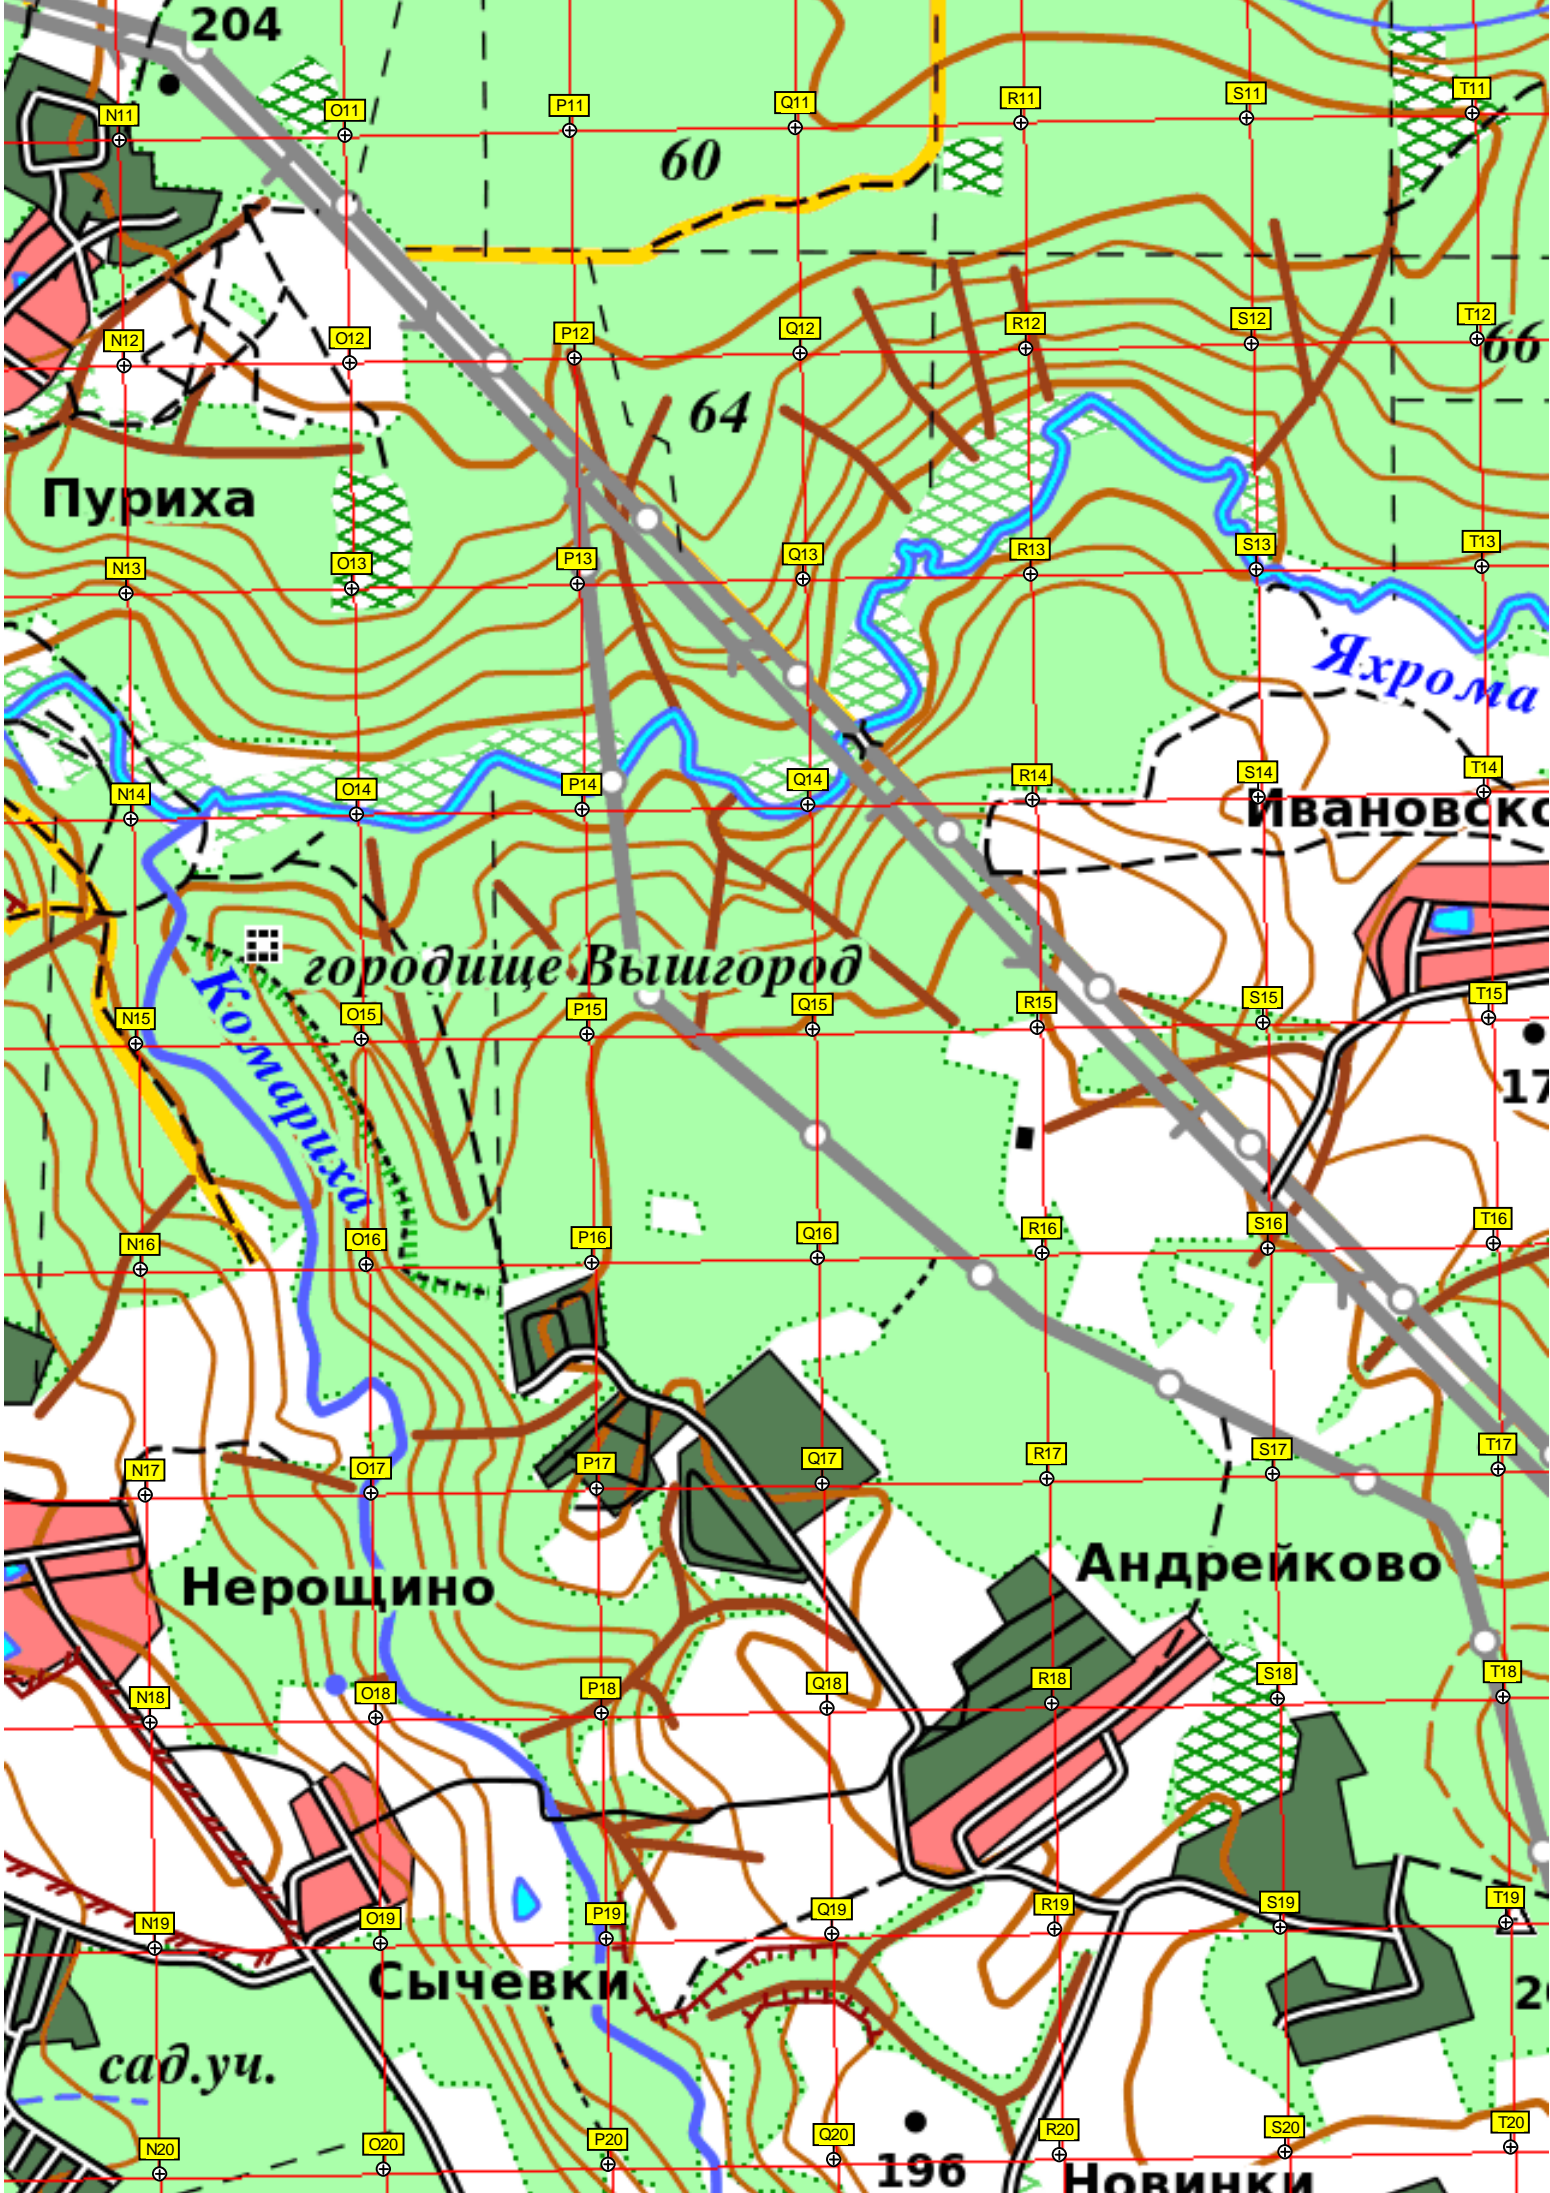 204
N11 O11 P11 Q11 R11 S11 T11
60
N12 O12 P12 Q12 R12 S12 T12
66
64
Пуриха
N13 O13 P13 Q13 R13 S13 T13
Яхрома
N14 O14 P14 Q14 R14 S14 T14
Ивановско
городище Вышгород
Комариха
N15 O15 P15 Q15 R15 S15 T15
17
N16 O16 P16 Q16 R16 S16 T16
N17 O17 P17 Q17 R17 S17 T17
Андрейково
Нерощино
N18 O18 P18 Q18 R18 S18 T18
N19 O19 P19 Q19 R19 S19 T19
Сычевки
20
сад.уч.
N20 O20 P20 Q20 R20 S20 T20
196
Новинки